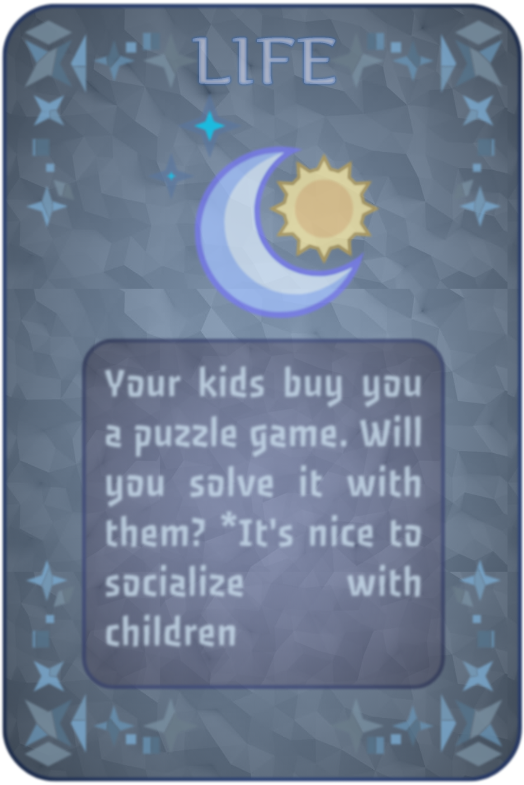 LIFE
Your kids buy you
a puzzle game. Will
you solve it with
them? *It's nice to
socialize with
children